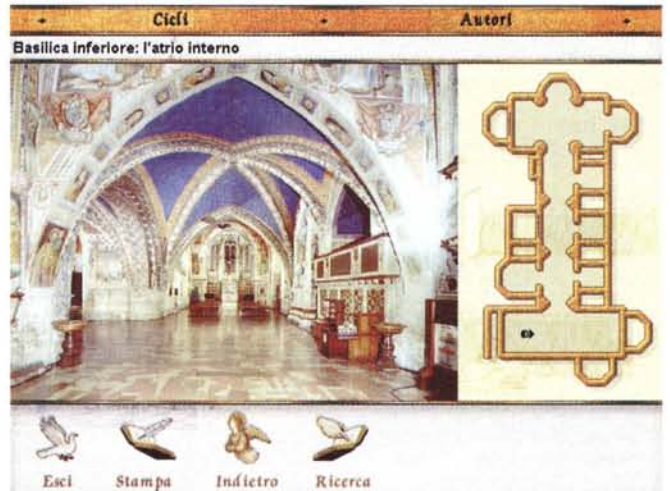 Cicli Autori
Basilica inferiore: l'atrio interno
Esci Stampa Indietro Ricerca